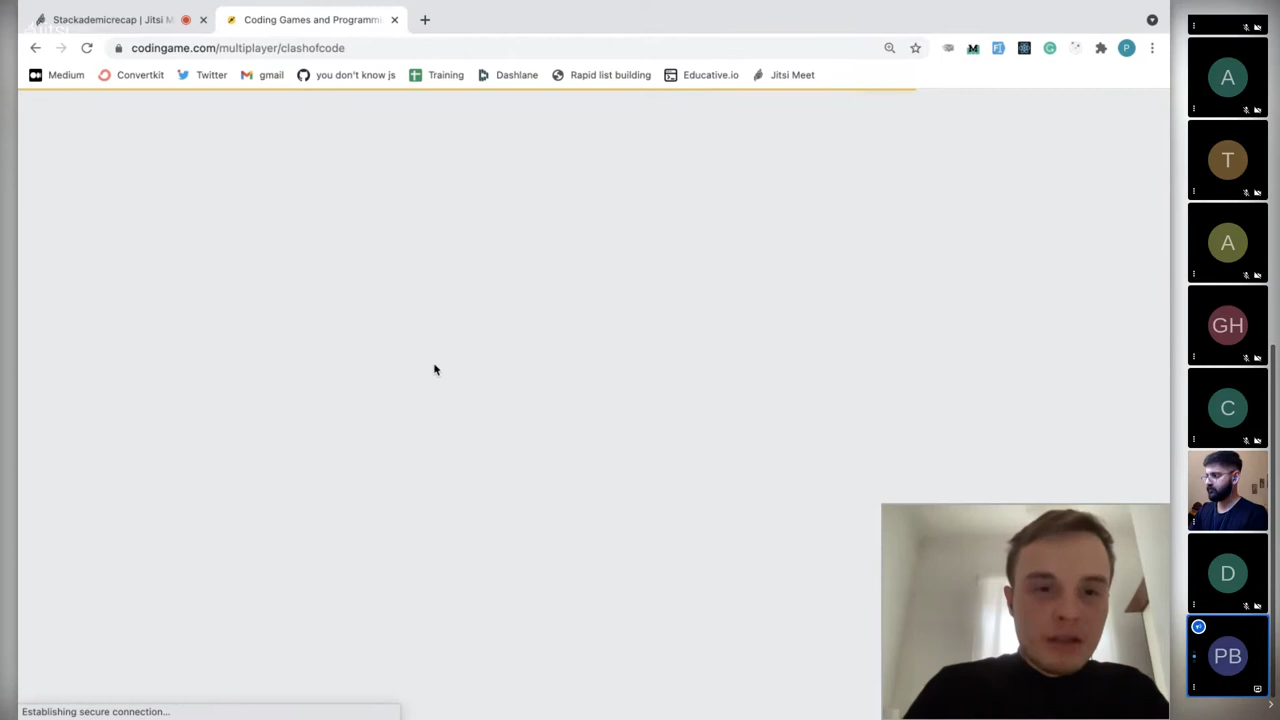 Stackademicrecap | Jitsi M
Coding Games and Programmi
codingame.com/multiplayer/clashofcode
P
Medium
Convertkit
Twitter
gmail
you don't know js
Training
Dashlane
Rapid list building
Educative.io
Jitsi Meet
A
T
A
GH
C
D
PB
Establishing secure connection...